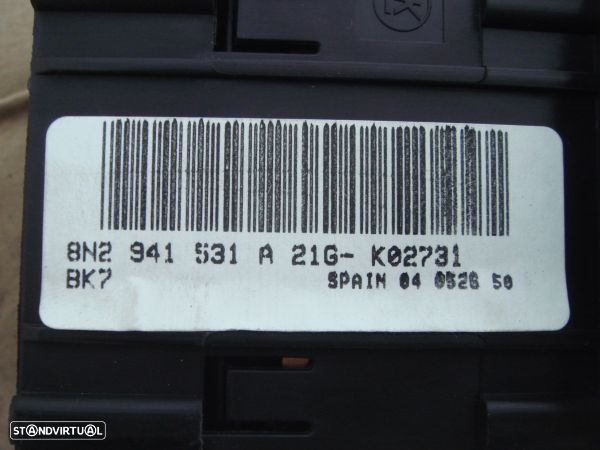 8N2 941 531 A 21G- K02731
BK7 SPAIN 04 0526 50
STANDVIRTUAL